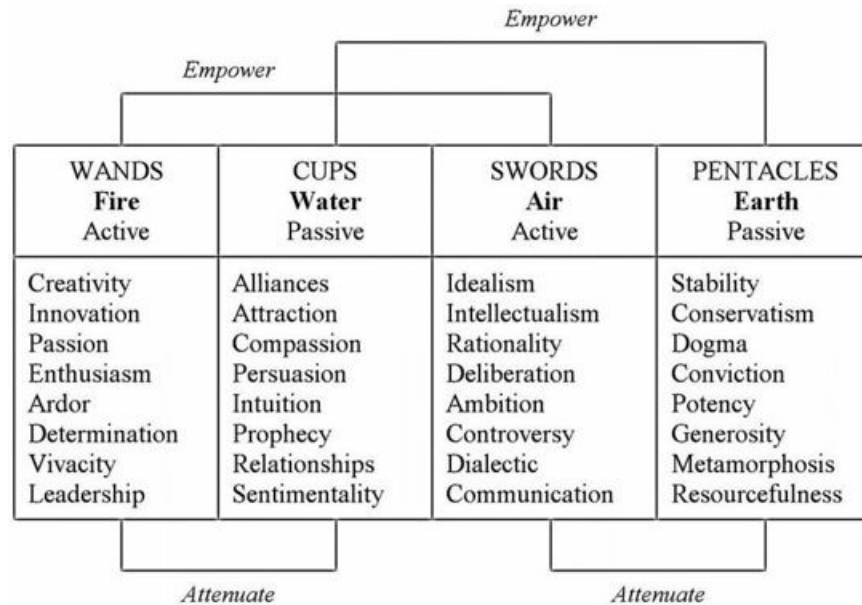 Empower
Empower
WANDS CUPS SWORDS PENTACLES
Fire Water Air Earth
Active Passive Active Passive
Creativity Alliances Idealism Stability
Innovation Attraction Intellectualism Conservatism
Passion Compassion Rationality Dogma
Enthusiasm Persuasion Deliberation Conviction
Ardor Intuition Ambition Potency
Determination Prophecy Controversy Generosity
Vivacity Relationships Dialectic Metamorphosis
Leadership Sentimentality Communication Resourcefulness
Attenuate Attenuate